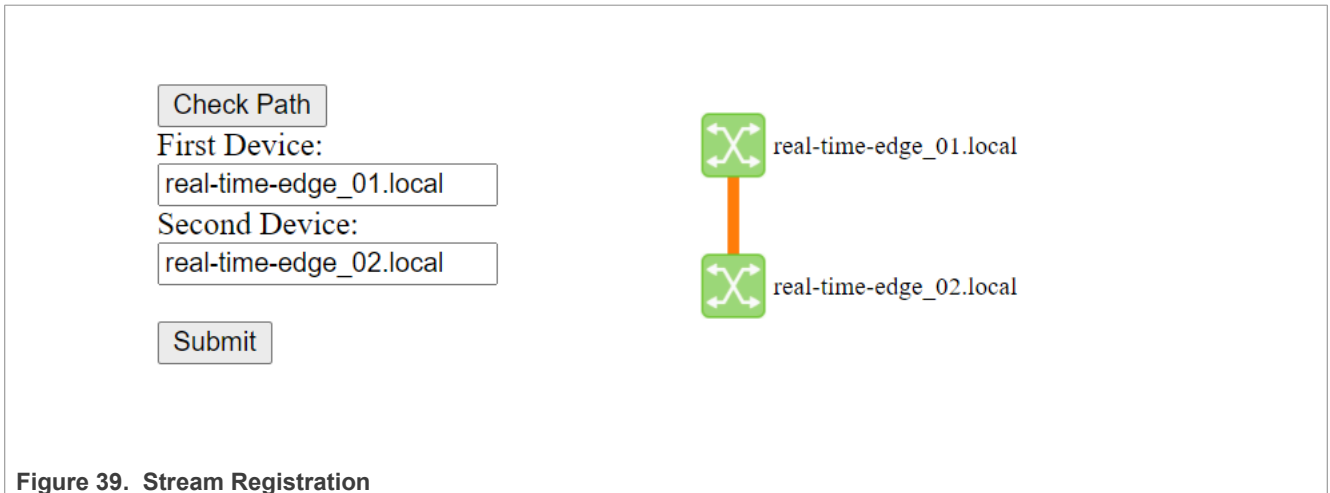 Check Path
First Device:
real-time-edge_01.local
Second Device:
real-time-edge_02.local
Submit
real-time-edge_01.local
real-time-edge_02.local
Figure 39. Stream Registration